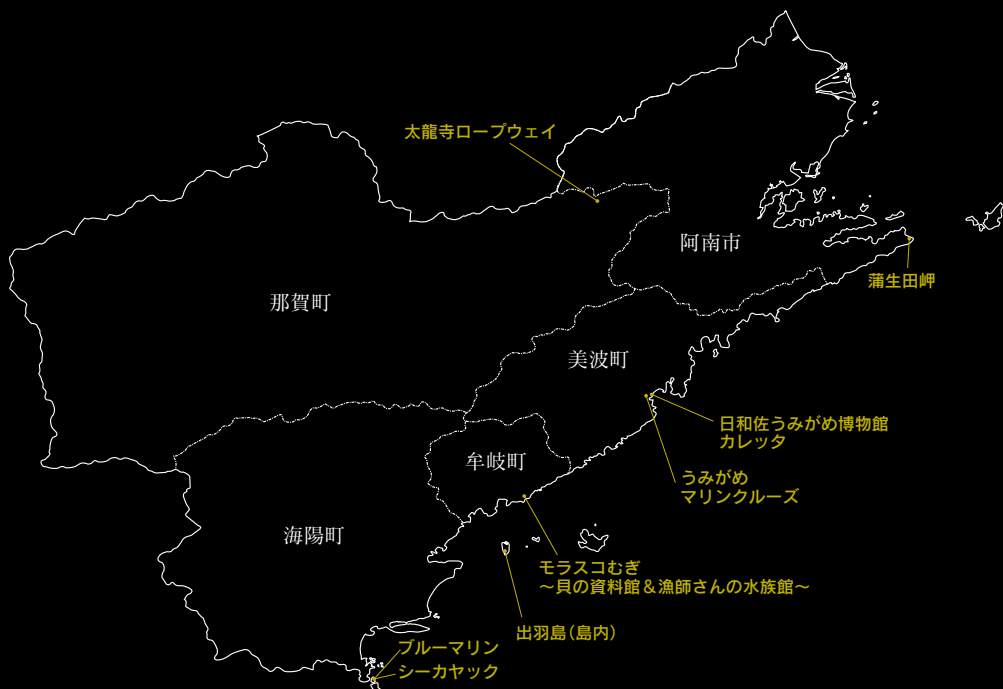 太龍寺ロープウェイ
阿南市
蒲生田岬
那賀町
美波町
日和佐うみがめ博物館
カレッタ
牟岐町
うみがめ
マリンクルーズ
海陽町
モラスコむぎ
~貝の資料館&漁師さんの水族館~
出羽島(島内)
ブルーマリン
シーカヤック